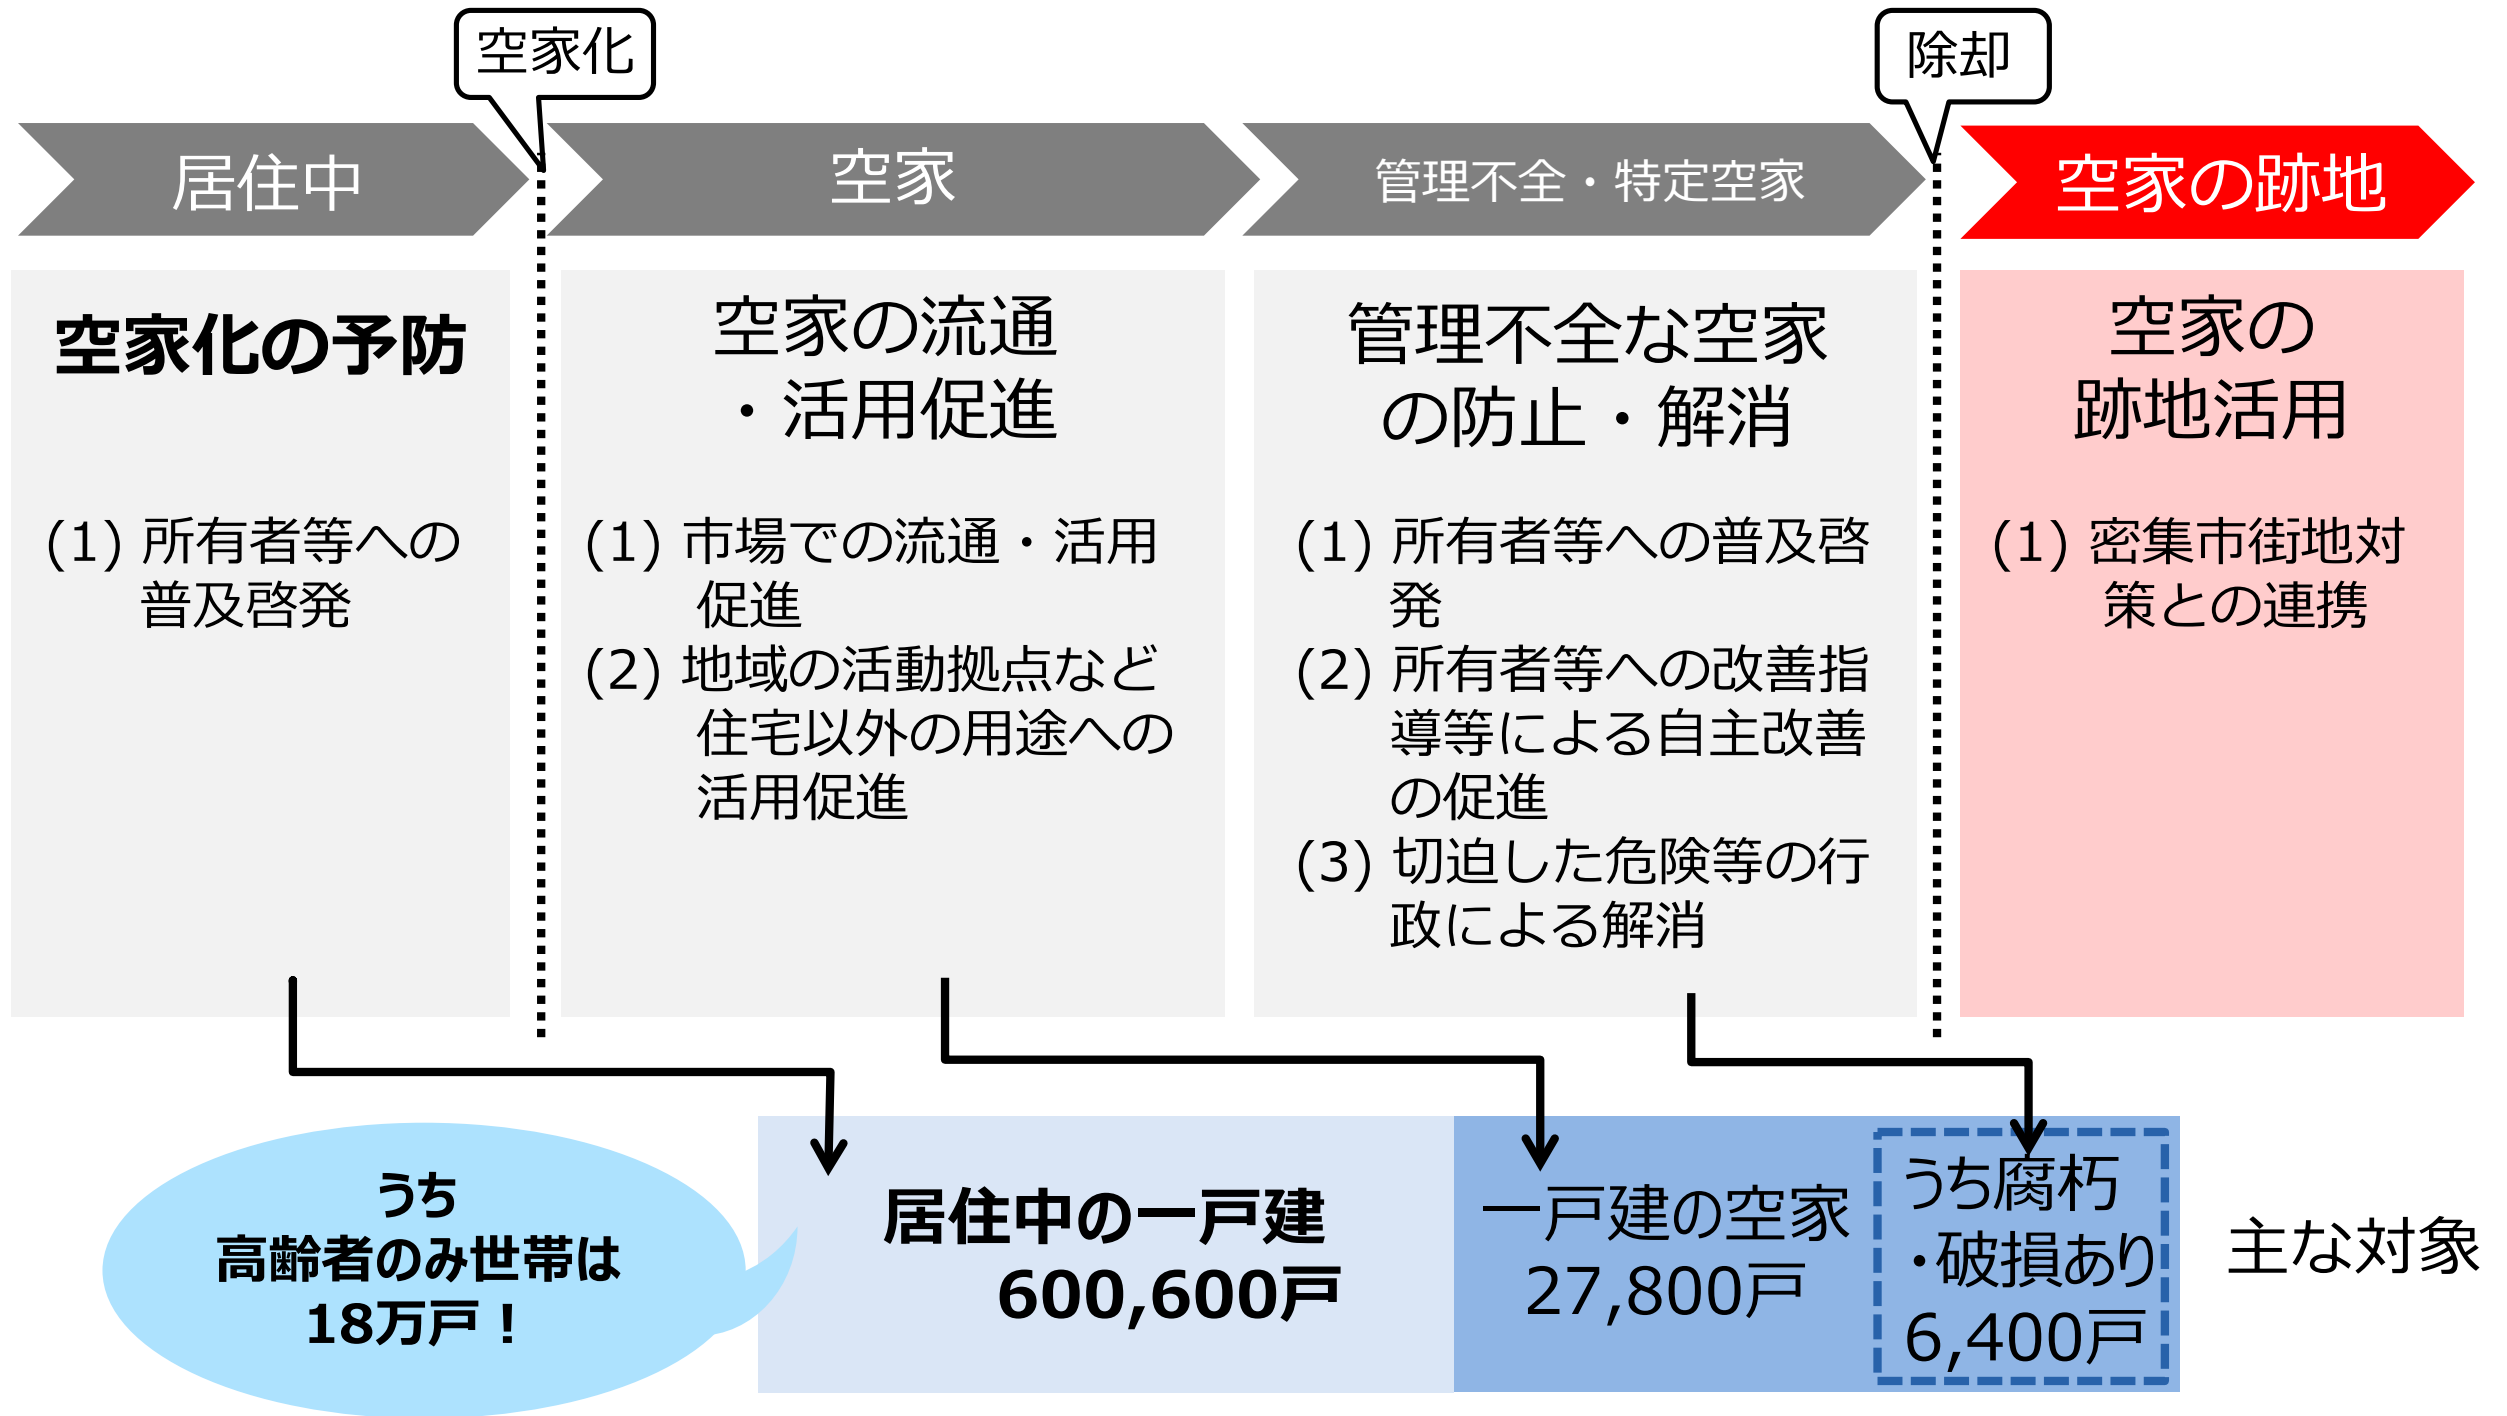 空家化
除却
居住中
空家
管理不全・特定空家
空家の跡地
空家化の予防
(1) 所有者等への
普及啓発
空家の流通
・活用促進
(1) 市場での流通・活用
促進
(2) 地域の活動拠点など
住宅以外の用途への
活用促進
管理不全な空家
の防止・解消
(1) 所有者等への普及啓
発
(2) 所有者等への改善指
導等による自主改善
の促進
(3) 切迫した危険等の行
政による解消
空家の
跡地活用
(1) 密集市街地対
策との連携
うち
高齢者のみ世帯は
18万戸！
居住中の一戸建
600,600戸
一戸建の空家
27,800戸
うち腐朽
・破損あり
6,400戸
主な対象